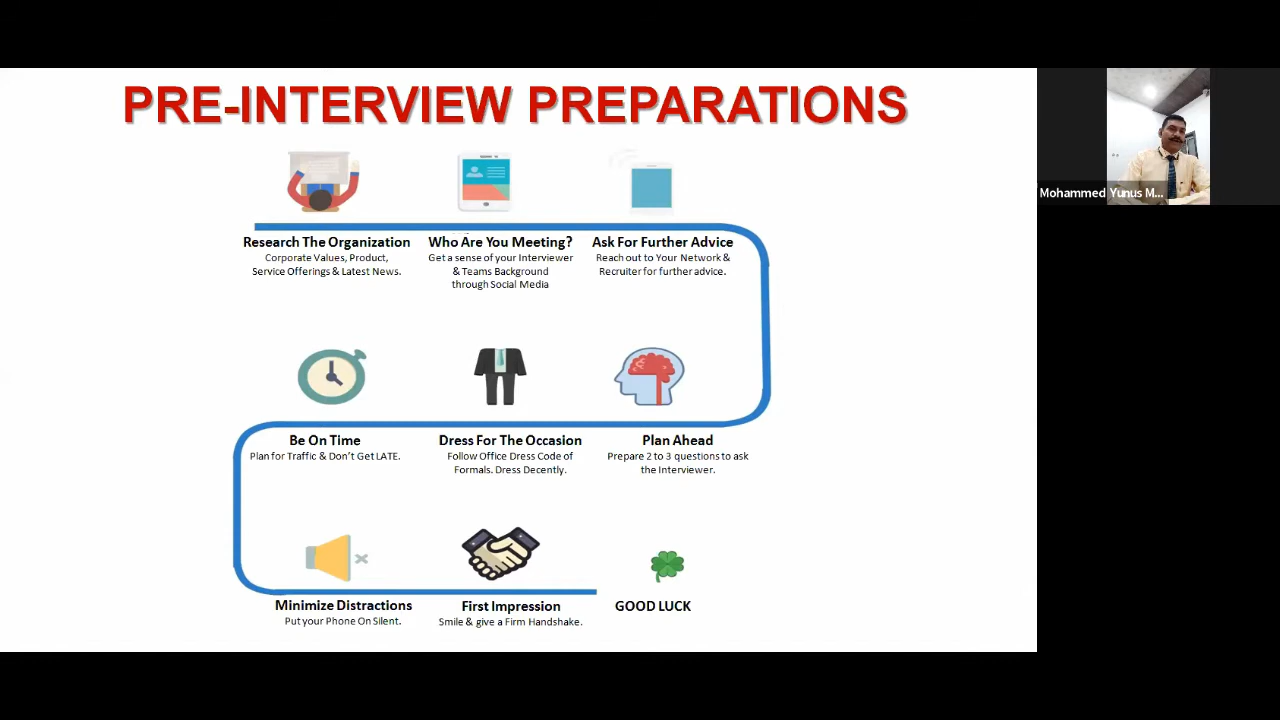 PRE-INTERVIEW PREPARATIONS
Mohammed Yunus M...
Research The Organization
Corporate Values, Product,
Service Offerings & Latest News.
Who Are You Meeting?
Get a sense of your Interviewer
& Teams Background
through Social Media
Ask For Further Advice
Reach out to Your Network &
Recruiter for further advice.
Be On Time
Plan for Traffic & Don't Get LATE.
Dress For The Occasion
Follow Office Dress Code of
Formals. Dress Decently.
Plan Ahead
Prepare 2 to 3 questions to ask
the Interviewer.
Minimize Distractions
Put your Phone On Silent.
First Impression
Smile & give a Firm Handshake.
GOOD LUCK